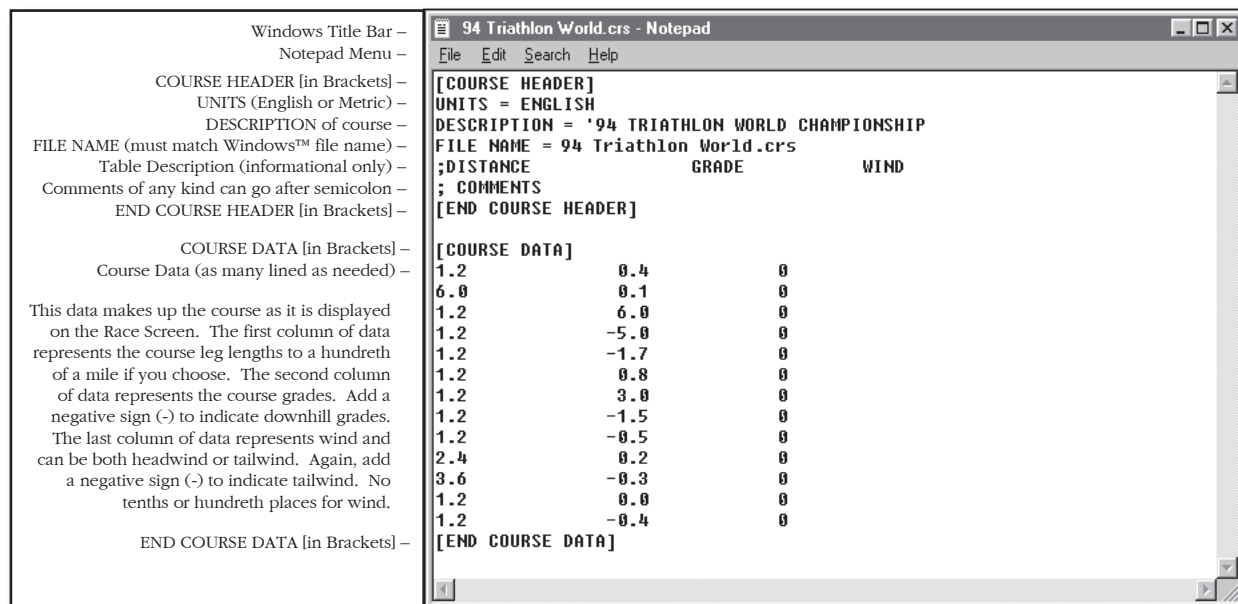 Windows Title Bar –
Notepad Menu –
COURSE HEADER [in Brackets] –
UNITS (English or Metric) –
DESCRIPTION of course –
FILE NAME (must match Windows™ file name) –
Table Description (informational only) –
Comments of any kind can go after semicolon –
END COURSE HEADER [in Brackets] –
COURSE DATA [in Brackets] –
Course Data (as many lined as needed) –
This data makes up the course as it is displayed
on the Race Screen. The first column of data
represents the course leg lengths to a hundreth
of a mile if you choose. The second column
of data represents the course grades. Add a
negative sign (-) to indicate downhill grades.
The last column of data represents wind and
can be both headwind or tailwind. Again, add
a negative sign (-) to indicate tailwind. No
tenths or hundreth places for wind.
END COURSE DATA [in Brackets] –
94 Triathlon World.crs - Notepad
File Edit Search Help
[COURSE HEADER]
UNITS = ENGLISH
DESCRIPTION = '94 TRIATHLON WORLD CHAMPIONSHIP
FILE NAME = 94 Triathlon World.crs
;DISTANCE GRADE WIND
; COMMENTS
[END COURSE HEADER]
[COURSE DATA]
1.2 0.4 0
6.0 0.1 0
1.2 6.0 0
1.2 -5.0 0
1.2 -1.7 0
1.2 0.8 0
1.2 3.0 0
1.2 -1.5 0
1.2 -0.5 0
2.4 0.2 0
3.6 -0.3 0
1.2 0.0 0
1.2 -0.4 0
[END COURSE DATA]